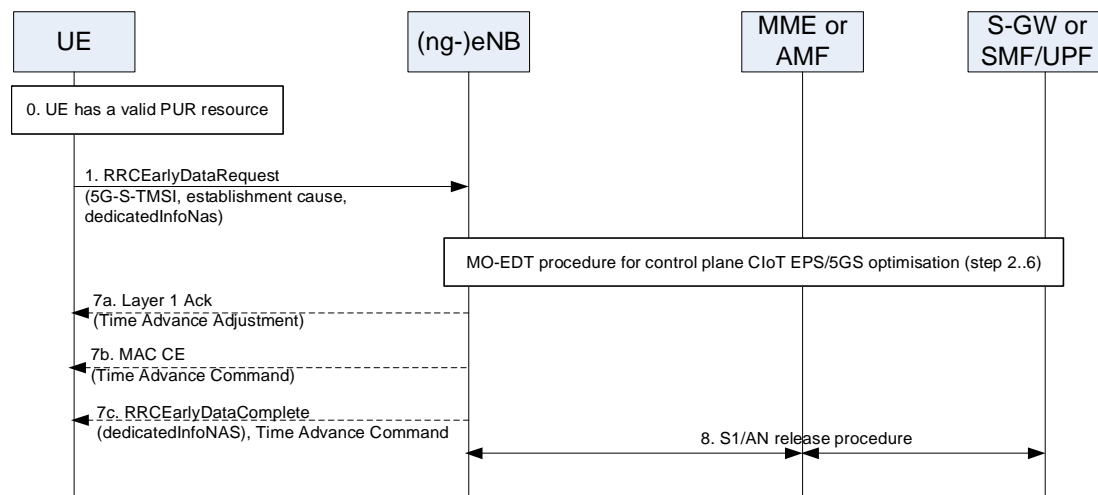 UE
(ng-)eNB
MME or
AMF
S-GW or
SMF/UPF
0. UE has a valid PUR resource
1. RRCEarlyDataRequest
(5G-S-TMSI, establishment cause,
dedicatedInfoNas)
MO-EDT procedure for control plane CIoT EPS/5GS optimisation (step 2..6)
7a. Layer 1 Ack
(Time Advance Adjustment)
7b. MAC CE
(Time Advance Command)
7c. RRCEarlyDataComplete
(dedicatedInfoNAS), Time Advance Command
8. S1/AN release procedure